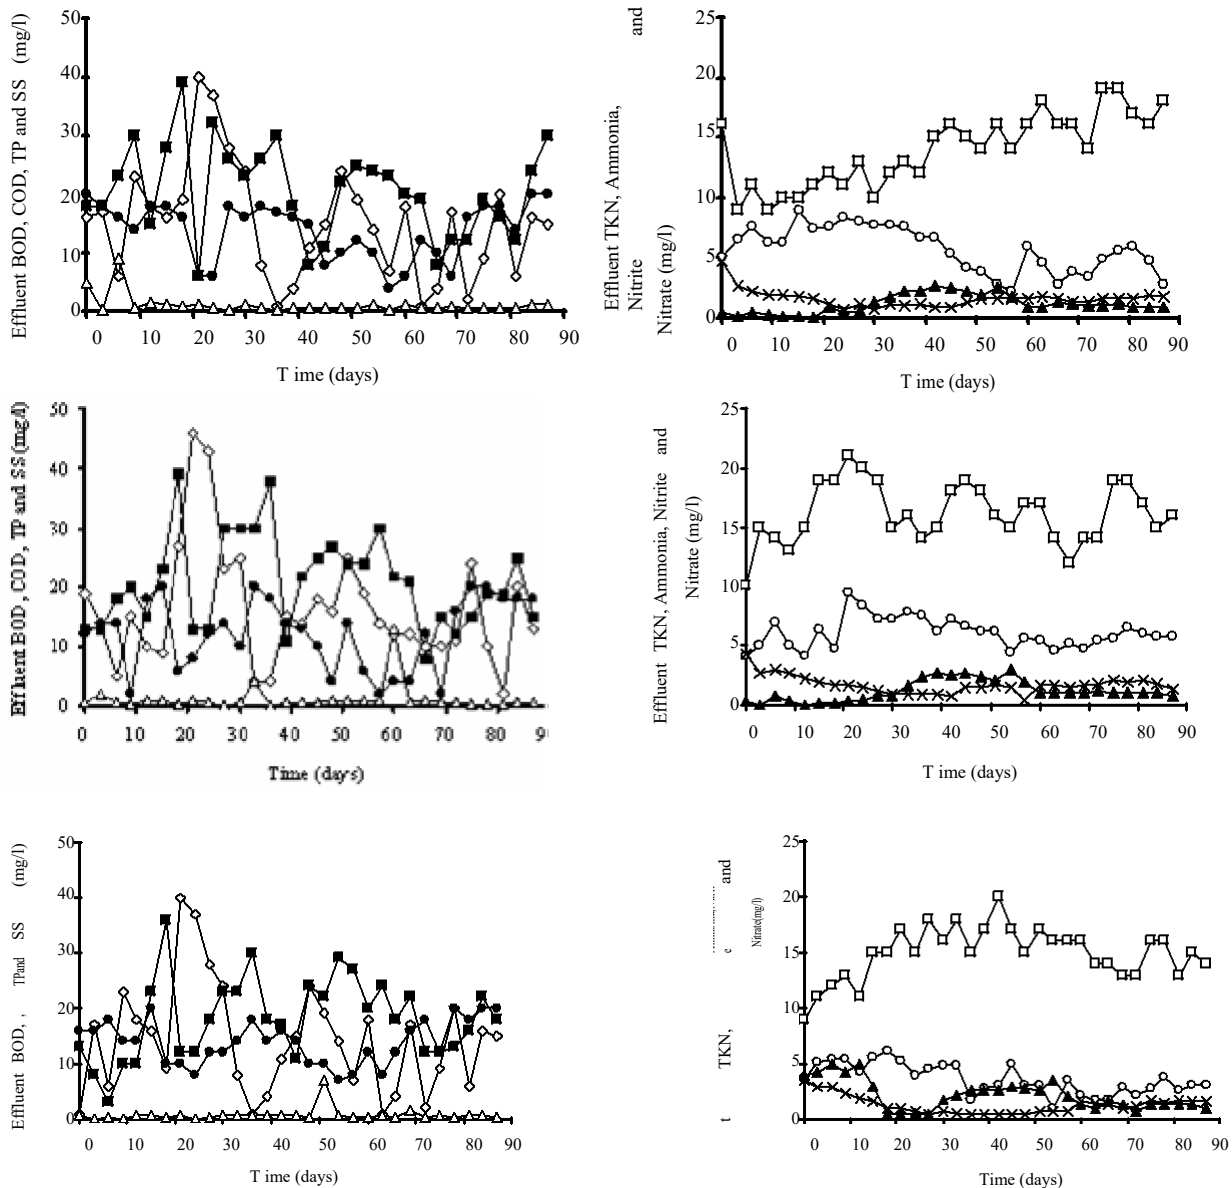 Effluent BOD, COD, TP and SS (mg/l)
50
40
30
20
10
0
0 10 20 30 40 50 60 70 80 90
T ime (days)
Effluent TKN, Ammonia, and
Nitrite
Nitrate (mg/l)
25
20
15
10
5
0
0 10 20 30 40 50 60 70 80 90
T ime (days)
Effluent BOD, COD, TP and SS (mg/l)
50
40
30
20
10
0
0 10 20 30 40 50 60 70 80 9
Time (days)
Effluent TKN, Ammonia, Nitrite and
Nitrate (mg/l)
25
20
15
10
5
0
0 10 20 30 40 50 60 70 80 90
T ime (days)
Effluent BOD, , TPand SS (mg/l)
50
40
30
20
10
0
0 10 20 30 40 50 60 70 80 90
T ime (days)
t TKN, e and
Nitrate(mg/l)
25
20
15
10
5
0
0 10 20 30 40 50 60 70 80 90
Time (days)